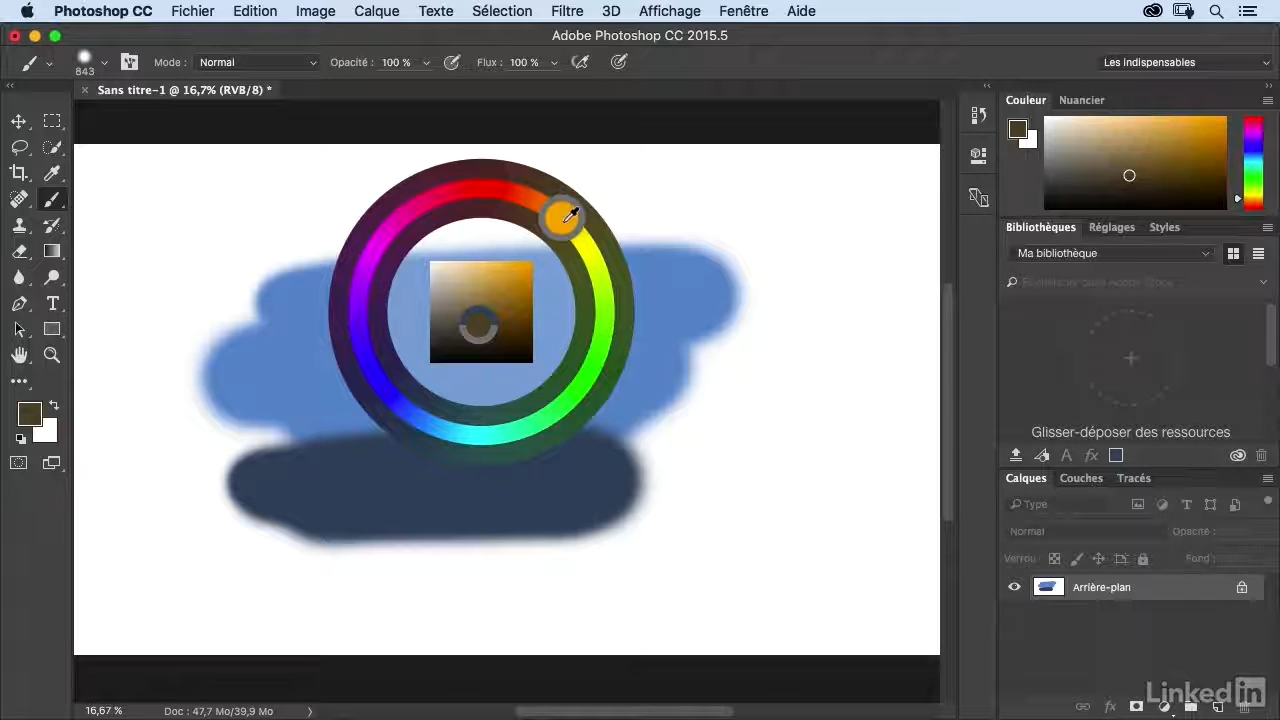 Photoshop CC Fichier Edition Image Calque Texte Sélection Filtre 3D Affichage Fenêtre Aide
Adobe Photoshop CC 2015.5
843 Mode : Normal Opacité : 100 % Flux : 100 % Les indispensables
Sans titre-1 @ 16,7% (RVB/8) *
Couleur Nuancier
Bibliothèques Réglages Styles
Ma bibliothèque
Glisser-déposer des ressources
Calques Couches Tracés
Type
Normal Opacité :
Verrou : Fond :
Arrière-plan
LinkedIn
16,67 % Doc : 47,7 Mo/39,9 Mo